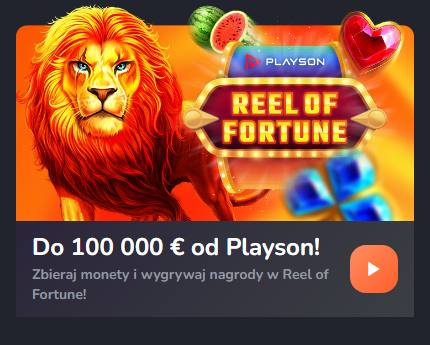 PLAYSON
REEL OF
FORTUNE
Do 100 000 € od Playson!
Zbieraj monety i wygrywaj nagrody w Reel of
Fortune!